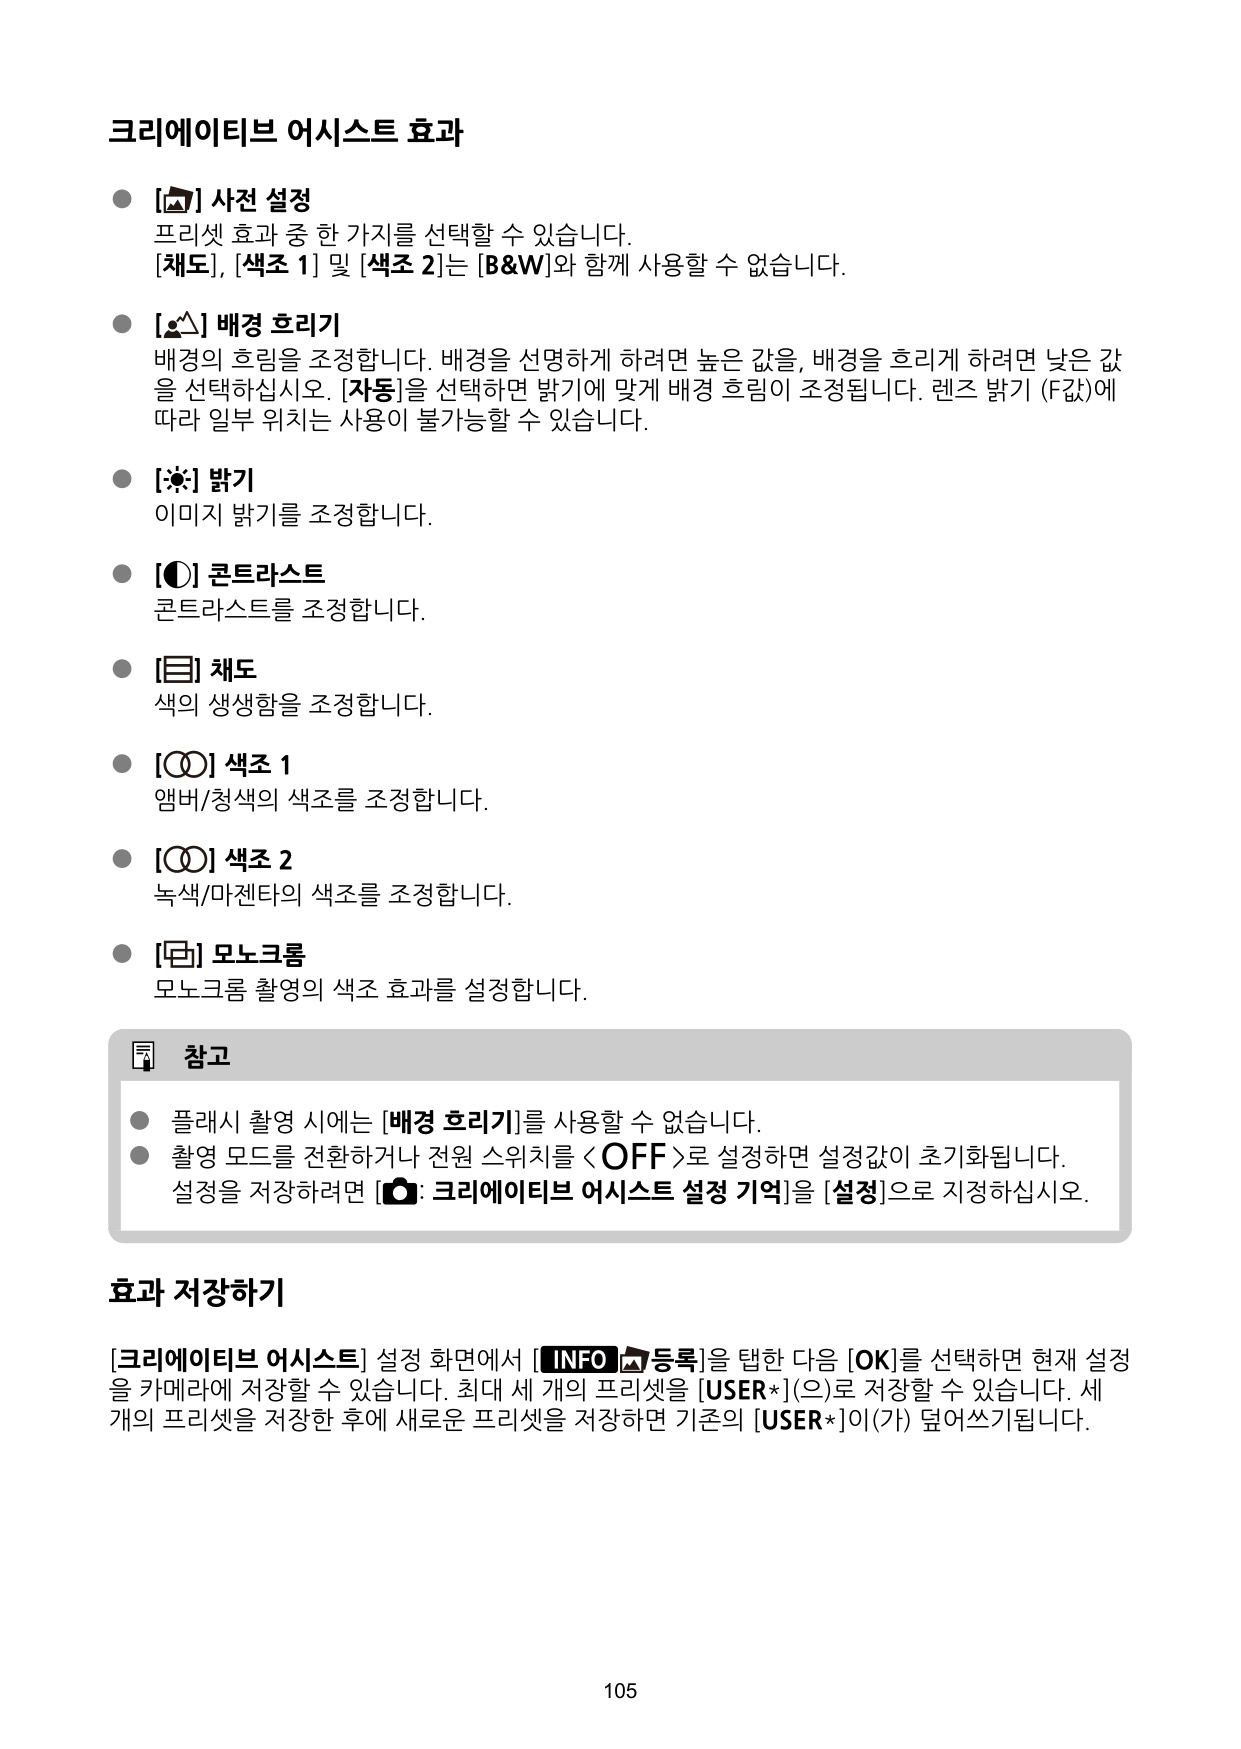 크리에이티브 어시스트 효과
[] 사전 설정
프리셋 효과 중 한 가지를 선택할 수 있습니다.
[채도], [색조 1] 및 [색조 2]는 [B&W]와 함께 사용할 수 없습니다.
[] 배경 흐리기
배경의 흐림을 조정합니다. 배경을 선명하게 하려면 높은 값을, 배경을 흐리게 하려면 낮은 값
을 선택하십시오. [자동]을 선택하면 밝기에 맞게 배경 흐림이 조정됩니다. 렌즈 밝기 (F값)에
따라 일부 위치는 사용이 불가능할 수 있습니다.
[] 밝기
이미지 밝기를 조정합니다.
[] 콘트라스트
콘트라스트를 조정합니다.
[] 채도
색의 생생함을 조정합니다.
[] 색조 1
앰버/청색의 색조를 조정합니다.
[] 색조 2
녹색/마젠타의 색조를 조정합니다.
[] 모노크롬
모노크롬 촬영의 색조 효과를 설정합니다.
참고
플래시 촬영 시에는 [배경 흐리기]를 사용할 수 없습니다.
촬영 모드를 전환하거나 전원 스위치를 <OFF>로 설정하면 설정값이 초기화됩니다.
설정을 저장하려면 [: 크리에이티브 어시스트 설정 기억]을 [설정]으로 지정하십시오.
효과 저장하기
[크리에이티브 어시스트] 설정 화면에서 [INFO 등록]을 탭한 다음 [OK]를 선택하면 현재 설정
을 카메라에 저장할 수 있습니다. 최대 세 개의 프리셋을 [USER*](으)로 저장할 수 있습니다. 세
개의 프리셋을 저장한 후에 새로운 프리셋을 저장하면 기존의 [USER*]이(가) 덮어쓰기됩니다.
105